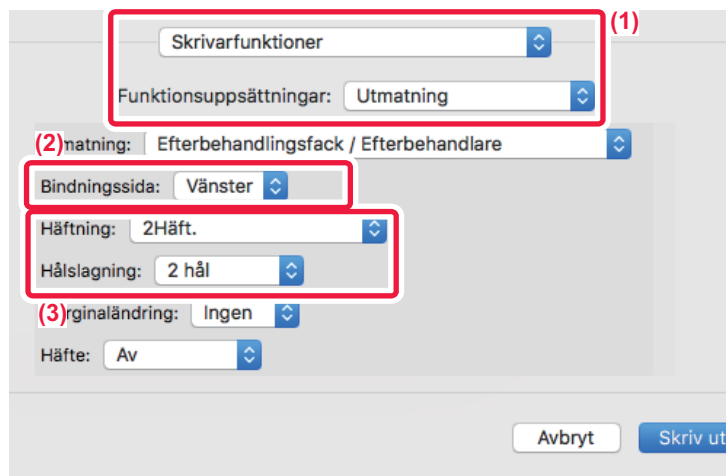 (1)
Skrivarfunktioner
Funktionsuppsättningar: Utmatning
(2)matning: Efterbehandlingsfack / Efterbehandlare
Bindningssida: Vänster
Häftning: 2Häft.
Hålslagning: 2 hål
(3)rginaländring: Ingen
Häfte: Av
Avbryt Skriv ut